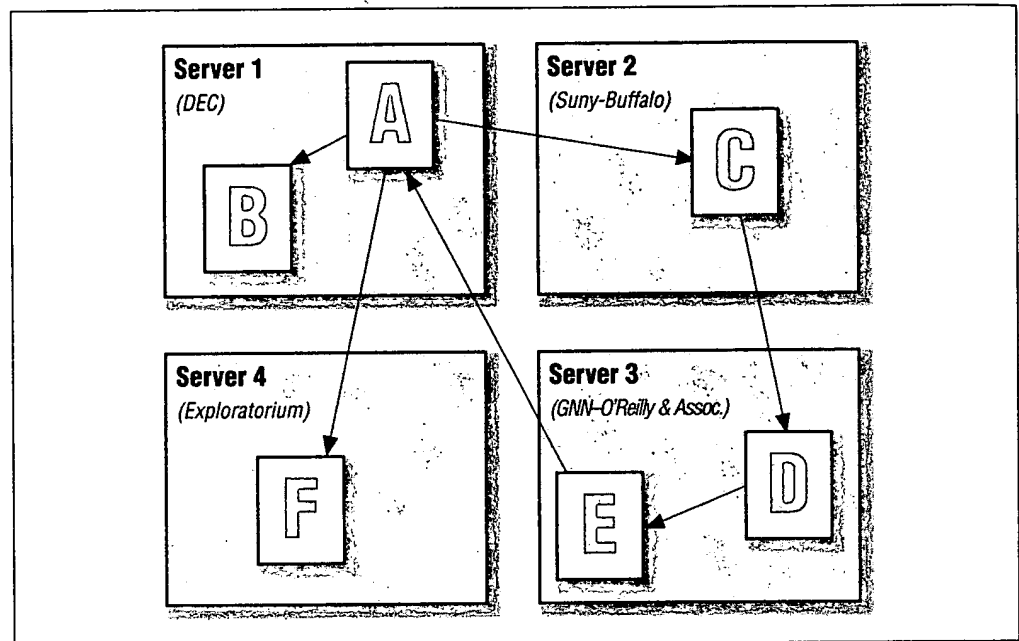 Server 1
(DEC)
A
B
Server 2
(Suny-Buffalo)
C
Server 4
(Exploratorium)
F
Server 3
(GNN-O'Reilly & Assoc.)
E
D